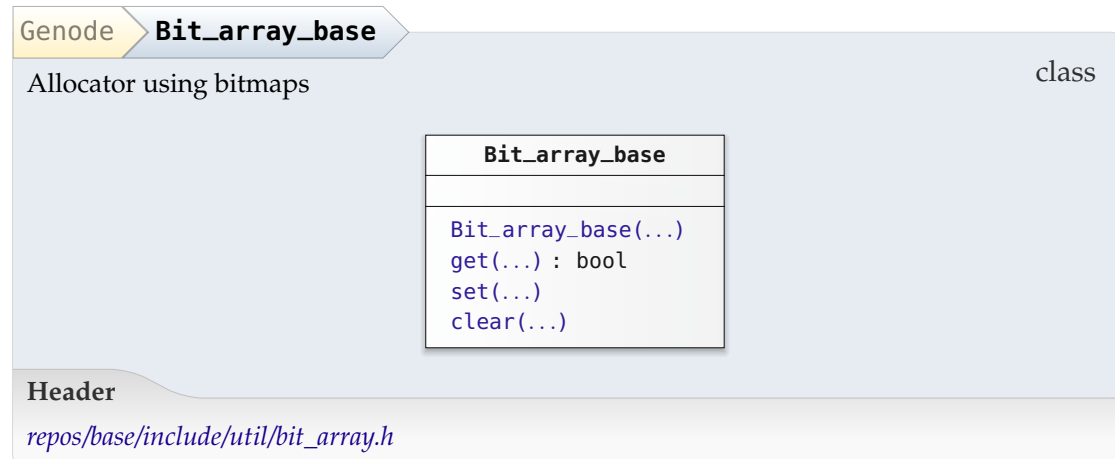 Genode Bit_array_base
Allocator using bitmaps
class
Bit_array_base
Bit_array_base(...)
get(...) : bool
set(...)
clear(...)
Header
repos/base/include/util/bit_array.h